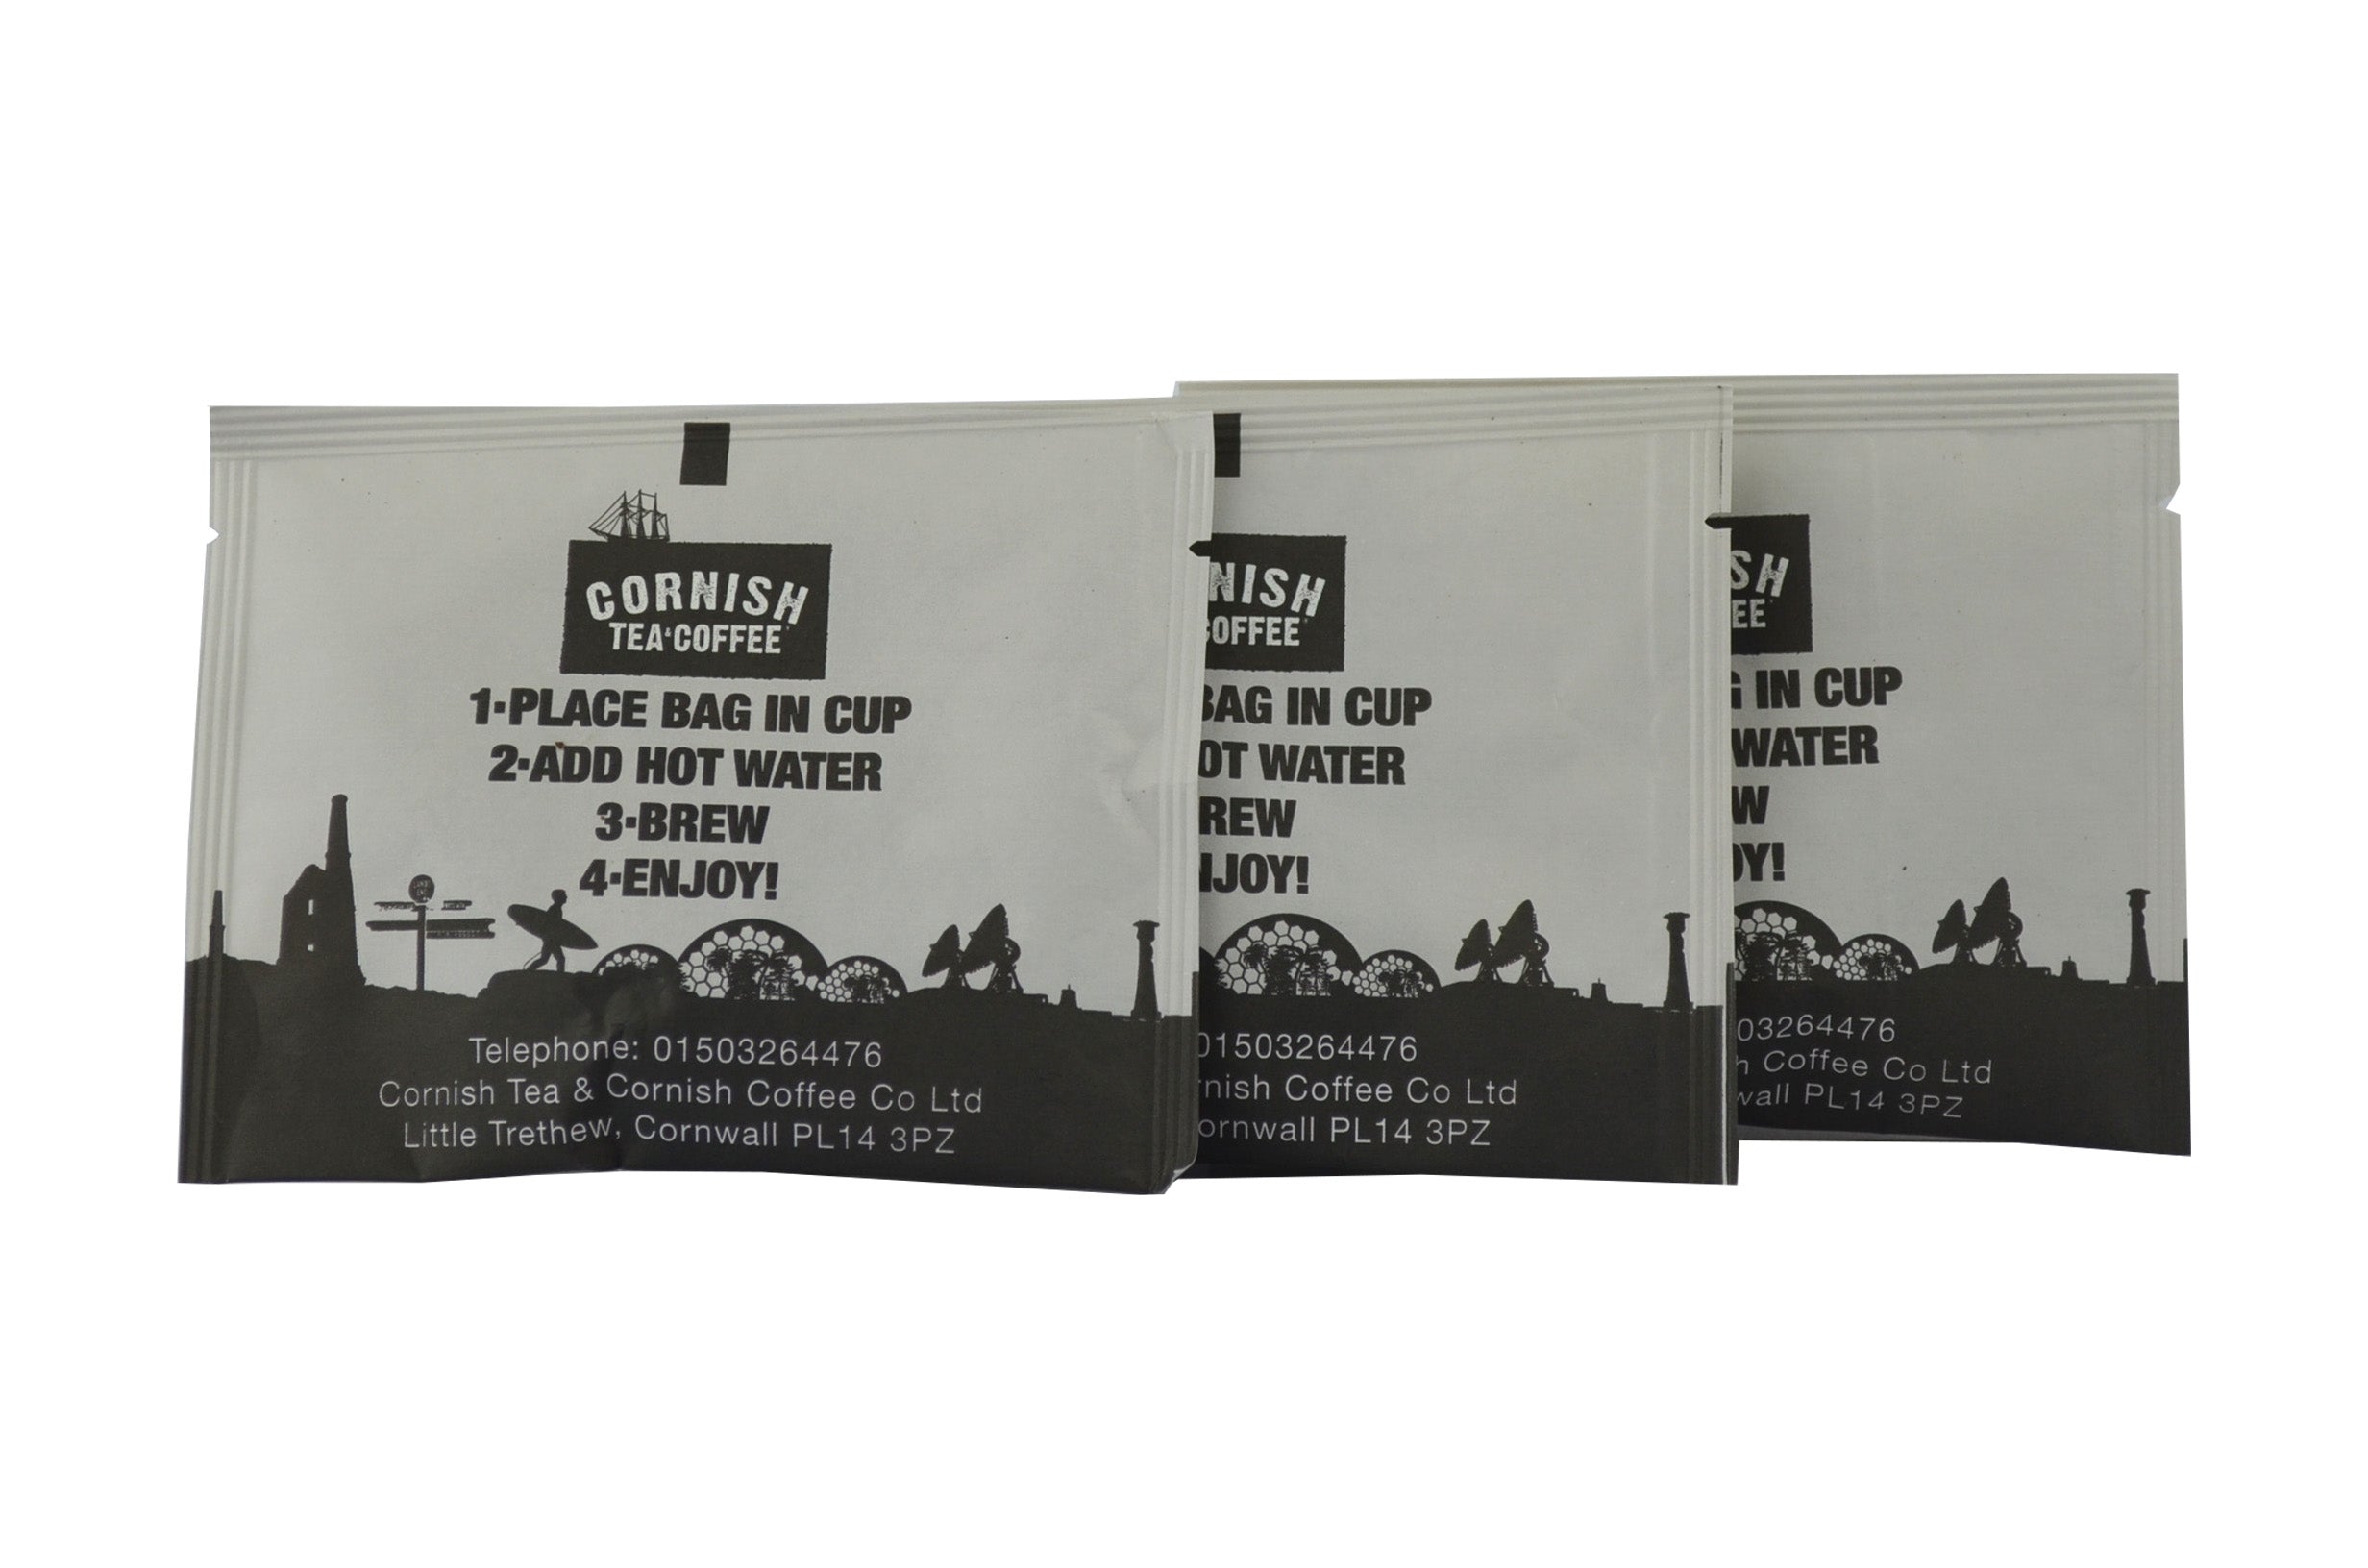 CORNISH
TEA & COFFEE
1·PLACE BAG IN CUP
2·ADD HOT WATER
3·BREW
4·ENJOY!
Telephone: 01503264476
Cornish Tea & Cornish Coffee Co Ltd
Little Trethew, Cornwall PL14 3PZ
NISH
COFFEE
BAG IN CUP
OT WATER
REW
NJOY!
01503264476
rnish Coffee Co Ltd
ornwall PL14 3PZ
SH
EE
G IN CUP
WATER
W
OY!
03264476
h Coffee Co Ltd
wall PL14 3PZ